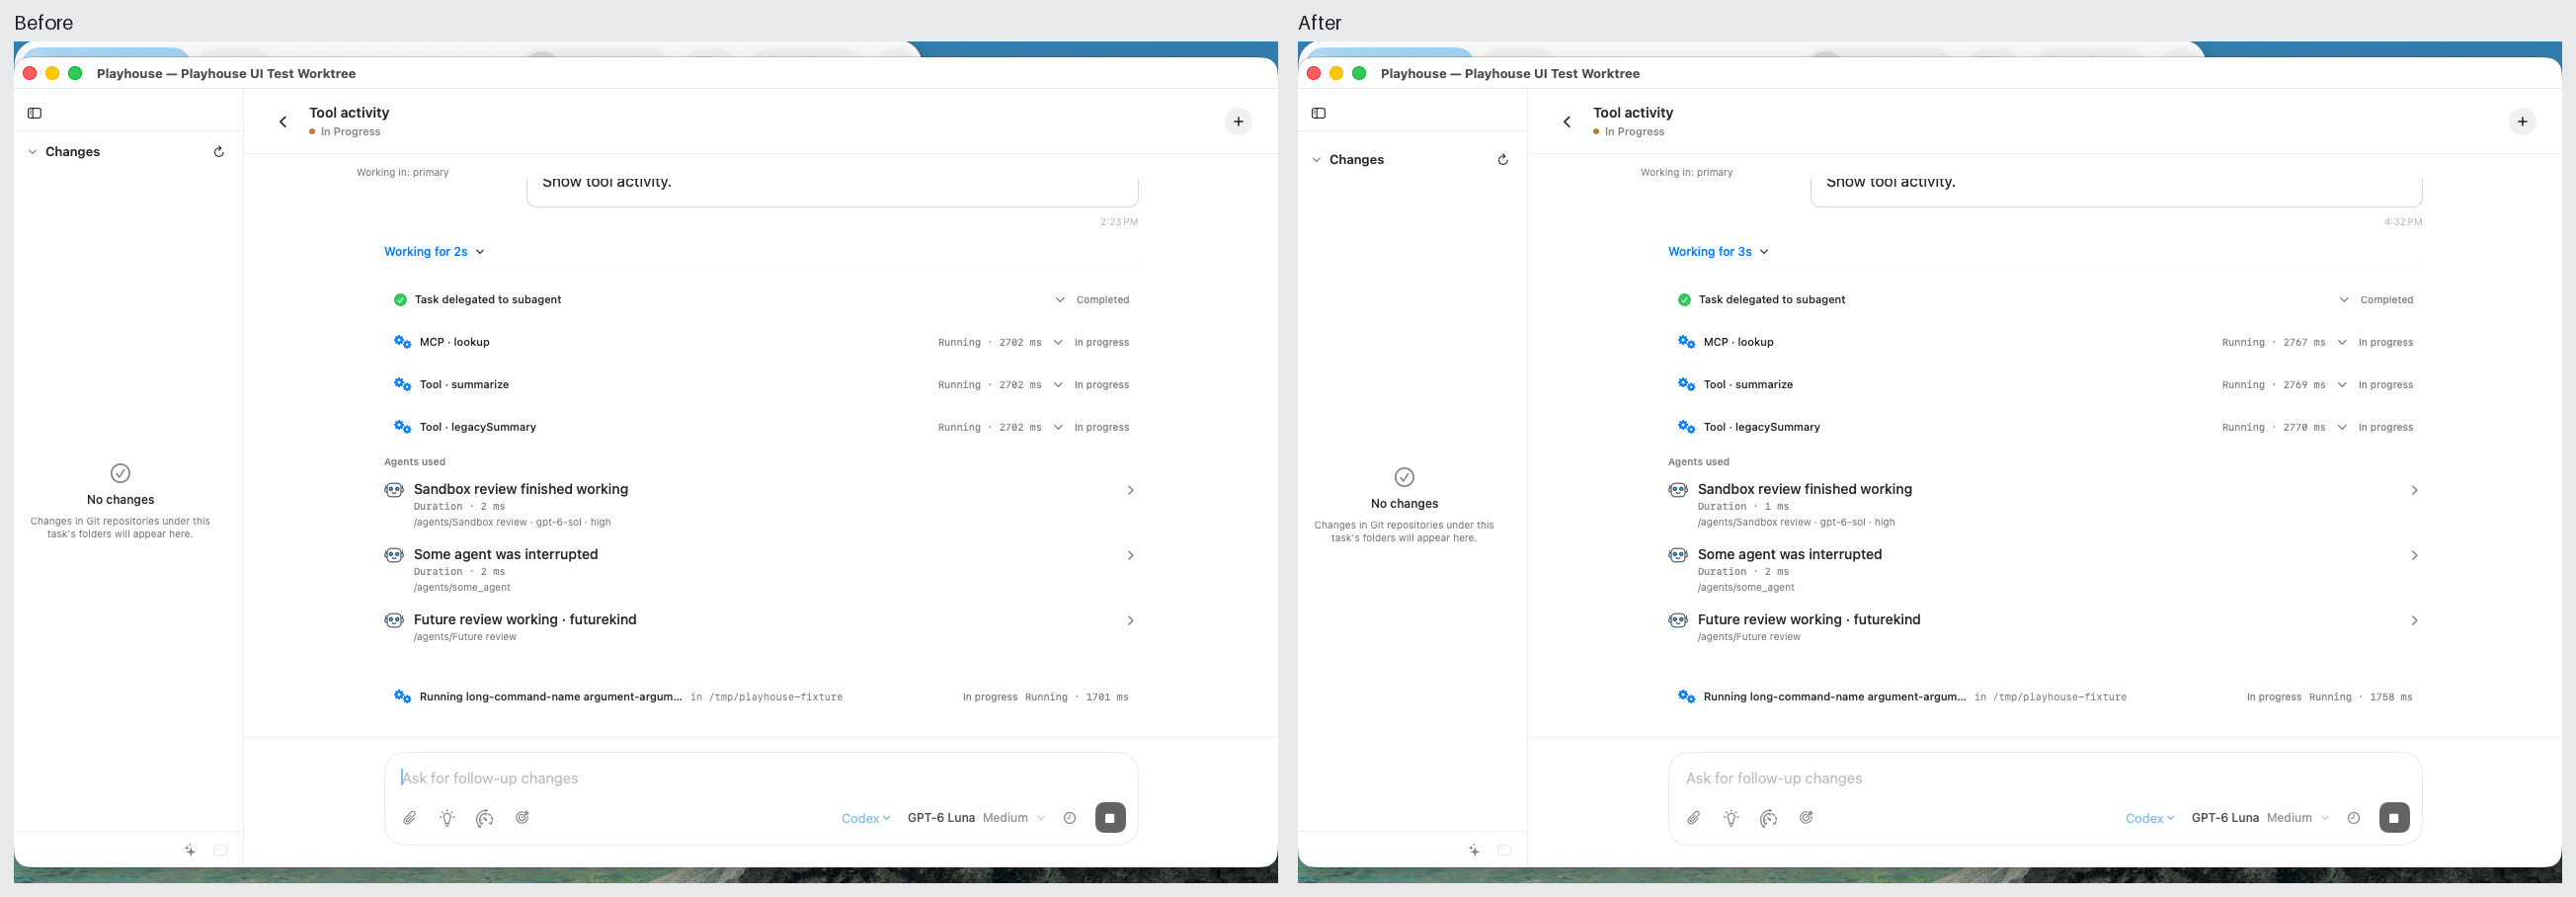 Before
Playhouse — Playhouse UI Test Worktree
Tool activity
In Progress
Changes
Working in: primary
Show tool activity.
2:23 PM
Working for 2s
Task delegated to subagent
Completed
MCP · lookup
Running · 2702 ms
In progress
Tool · summarize
Running · 2702 ms
In progress
Tool · legacySummary
Running · 2702 ms
In progress
Agents used
Sandbox review finished working
Duration · 2 ms
/agents/Sandbox review · gpt-6-sol · high
Some agent was interrupted
Duration · 2 ms
/agents/some_agent
Future review working · futurekind
/agents/Future review
No changes
Changes in Git repositories under this
task's folders will appear here.
Running long-command-name argument-argum... in /tmp/playhouse-fixture
In progress Running · 1701 ms
Ask for follow-up changes
Codex GPT-6 Luna Medium
After
Playhouse — Playhouse UI Test Worktree
Tool activity
In Progress
Changes
Working in: primary
Show tool activity.
4:32 PM
Working for 3s
Task delegated to subagent
Completed
MCP · lookup
Running · 2767 ms
In progress
Tool · summarize
Running · 2769 ms
In progress
Tool · legacySummary
Running · 2770 ms
In progress
Agents used
Sandbox review finished working
Duration · 1 ms
/agents/Sandbox review · gpt-6-sol · high
Some agent was interrupted
Duration · 2 ms
/agents/some_agent
Future review working · futurekind
/agents/Future review
No changes
Changes in Git repositories under this
task's folders will appear here.
Running long-command-name argument-argum... in /tmp/playhouse-fixture
In progress Running · 1758 ms
Ask for follow-up changes
Codex GPT-6 Luna Medium